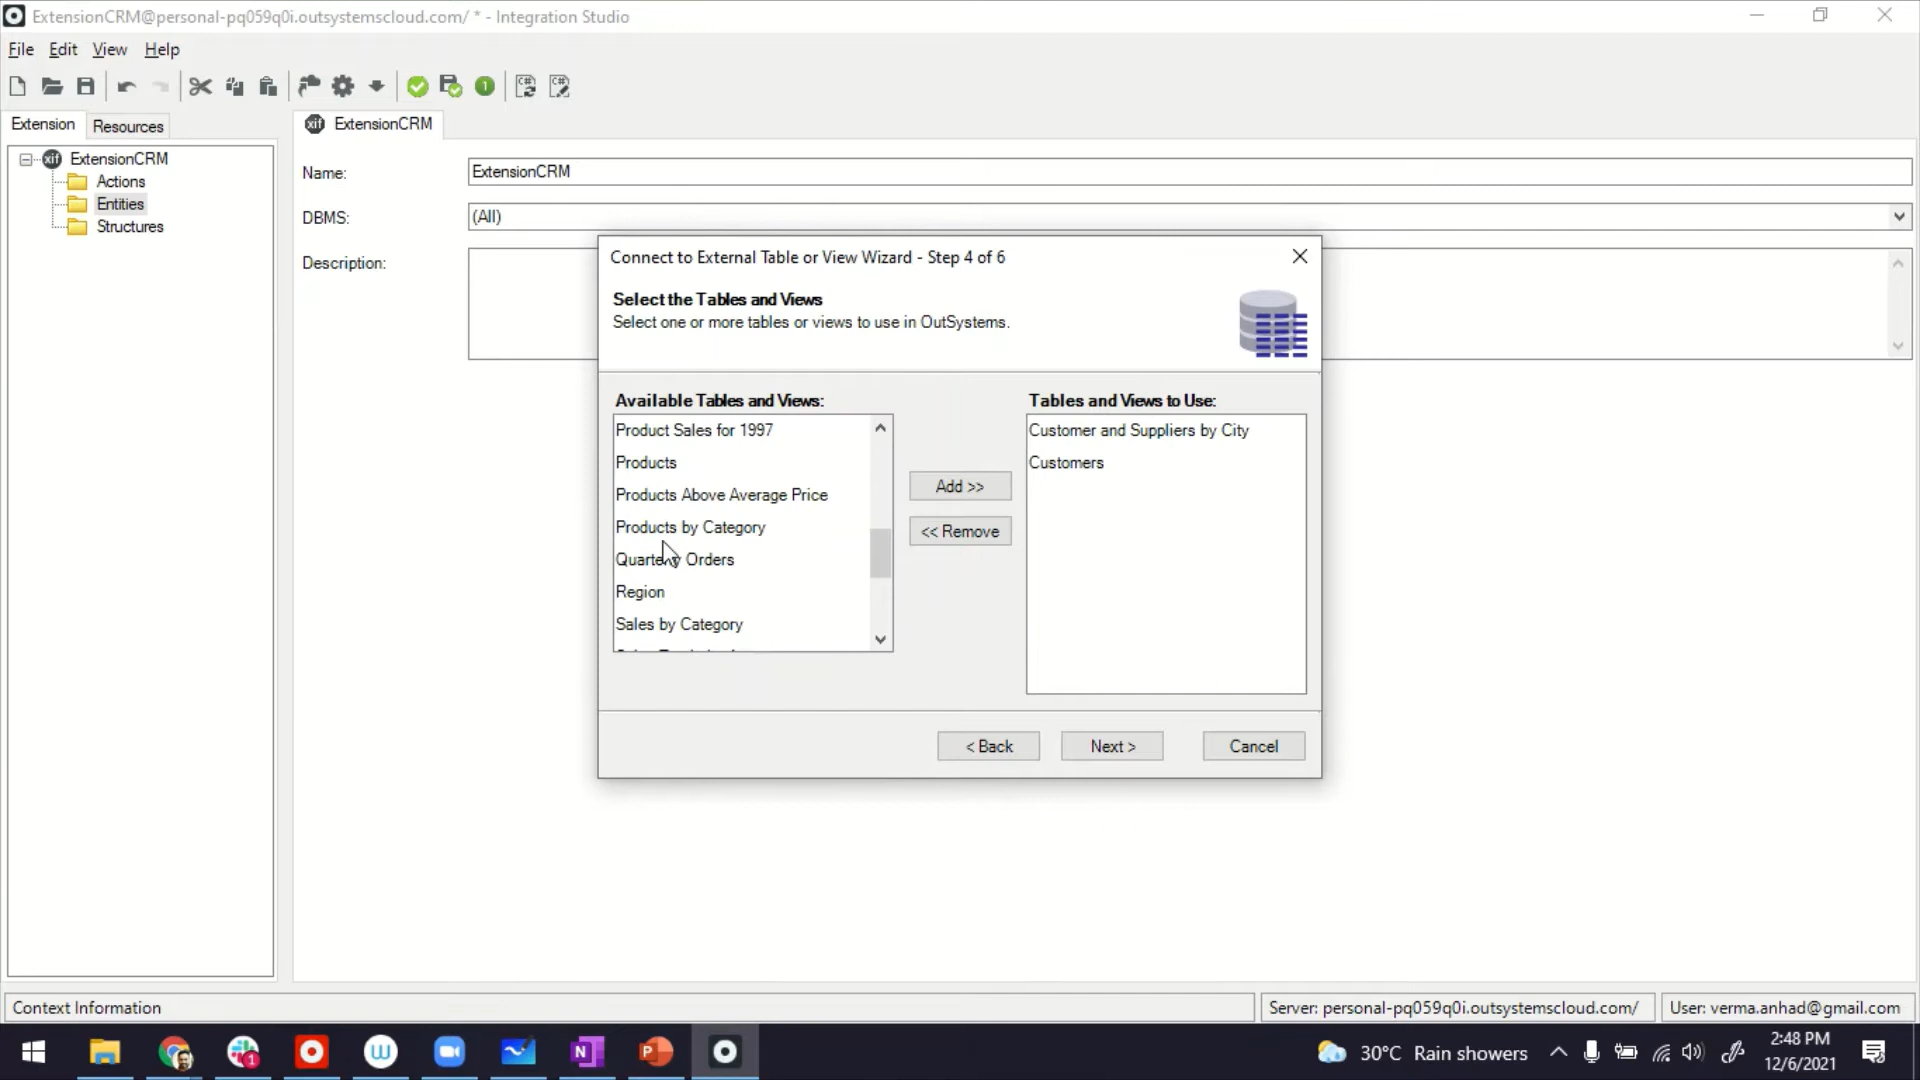 ExtensionCRM@personal-pq059q0i.outsystemscloud.com/ * - Integration Studio
File Edit View Help
Extension Resources
xif ExtensionCRM
xif ExtensionCRM
Actions
Entities
Structures
Name: ExtensionCRM
DBMS: (All)
Description:
Connect to External Table or View Wizard - Step 4 of 6
Select the Tables and Views
Select one or more tables or views to use in OutSystems.
Available Tables and Views:
Product Sales for 1997
Products
Products Above Average Price
Products by Category
Quarterly Orders
Region
Sales by Category
Add >>
<< Remove
Tables and Views to Use:
Customer and Suppliers by City
Customers
< Back Next > Cancel
Context Information
Server: personal-pq059q0i.outsystemscloud.com/
User: verma.anhad@gmail.com
30°C Rain showers
2:48 PM
12/6/2021